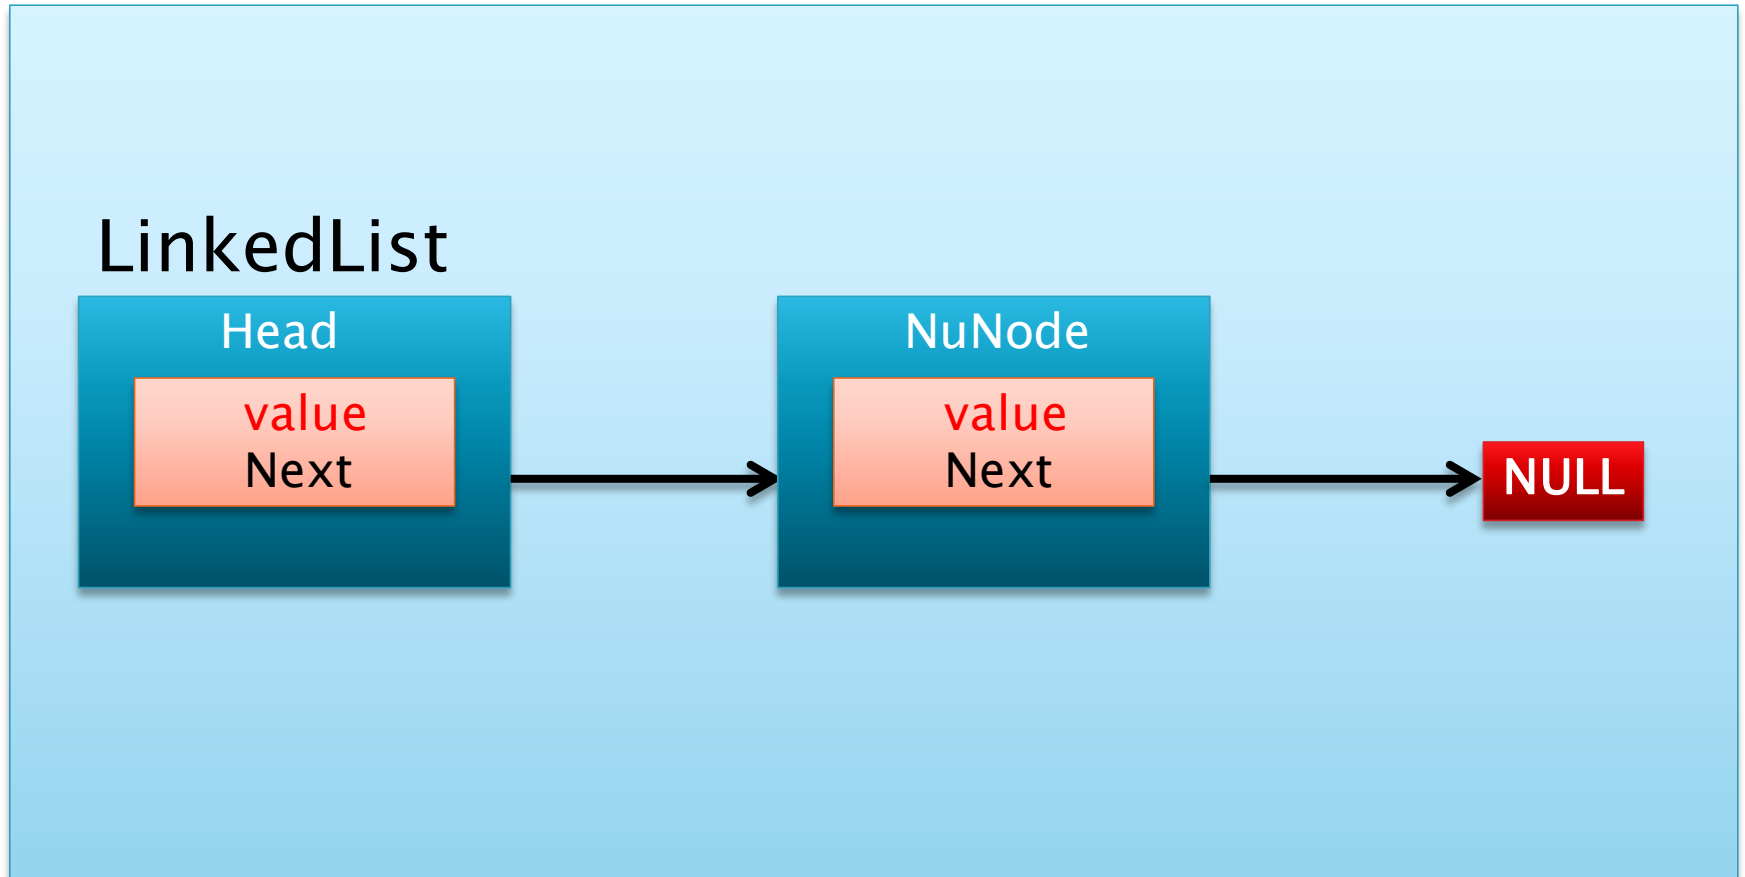 LinkedList
Head
value
Next
NuNode
value
Next
NULL